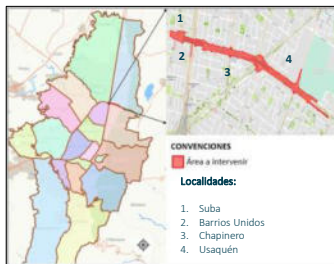 1
2
3
4
CONVENCIONES
Área a intervenir
Localidades:
1. Suba
2. Barrios Unidos
3. Chapinero
4. Usaquén